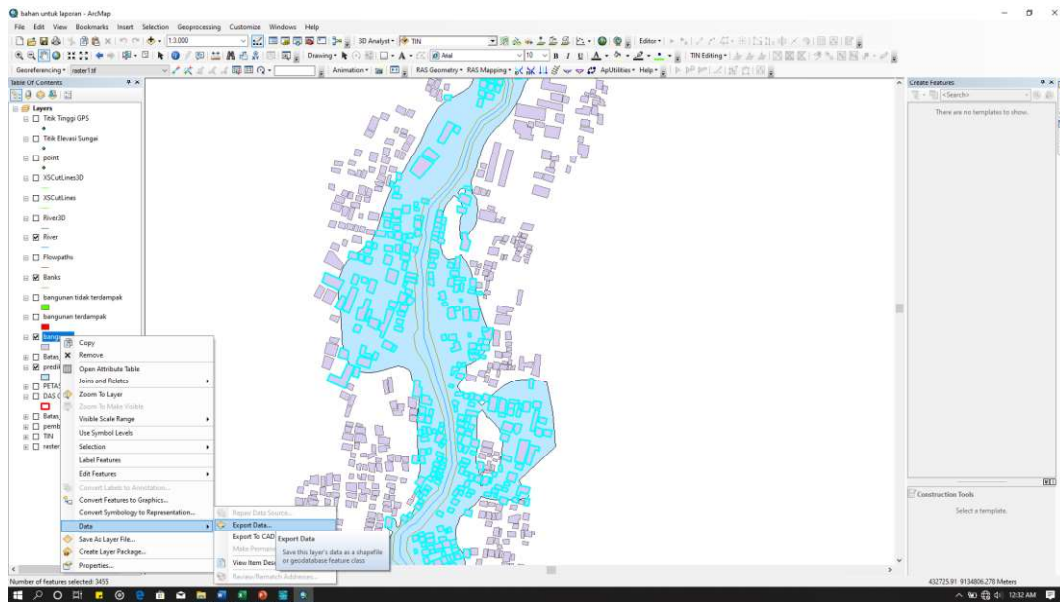 bahan untuk laporan - ArcMap
File Edit View Bookmarks Insert Selection Geoprocessing Customize Windows Help
1:3.000 3D Analyst TIN Editor
Drawing Arial 10 B I U A TIN Editing
Georeferencing raster1.tif Animation RAS Geometry RAS Mapping ApUtilities Help
Table Of Contents
Create Features
<Search>
There are no templates to show.
Layers
Titik Tinggi GPS
Titik Elevasi Sungai
point
XSCutLines3D
XSCutLines
River3D
River
Flowpaths
Banks
bangunan tidak terdampak
bangunan terdampak
Copy
Remove
Open Attribute Table
Joins and Relates
Zoom To Layer
Zoom To Make Visible
Visible Scale Range
Use Symbol Levels
Selection
Label Features
Edit Features
Convert Labels to Annotation...
Convert Features to Graphics...
Convert Symbology to Representation...
Data
Save As Layer File...
Create Layer Package...
Properties...
TIN
Repair Data Source...
Export Data...
Export To CAD
View Item
Review/Rematch Addresses...
Export Data
Save this layer's data as a shapefile
or geodatabase feature class
Construction Tools
Select a template.
Number of features selected: 3455
432725.91 9134806.278 Meters
12:32 AM